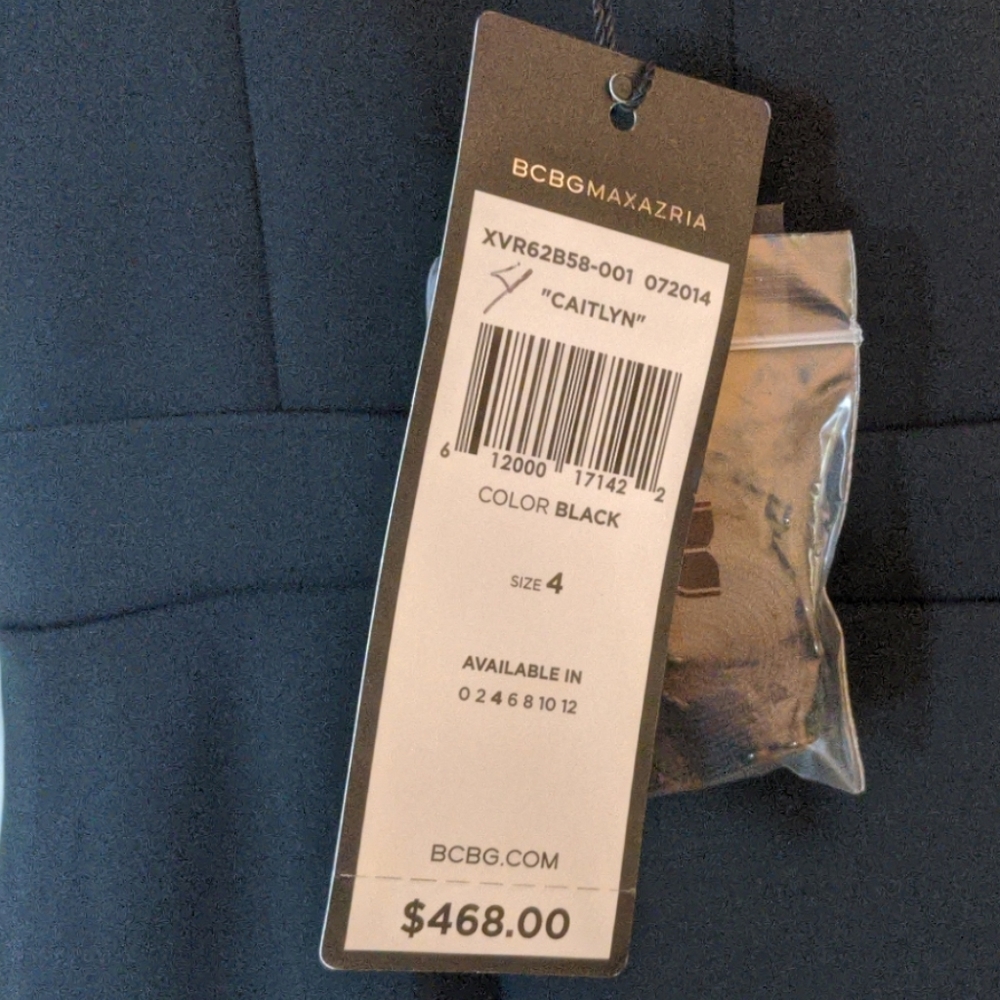 BCBGMAXAZRIA
XVR62B58-001 072014
4 "CAITLYN"
6 12000 17142 2
COLOR BLACK
SIZE 4
AVAILABLE IN
0 2 4 6 8 10 12
BCBG.COM
$468.00